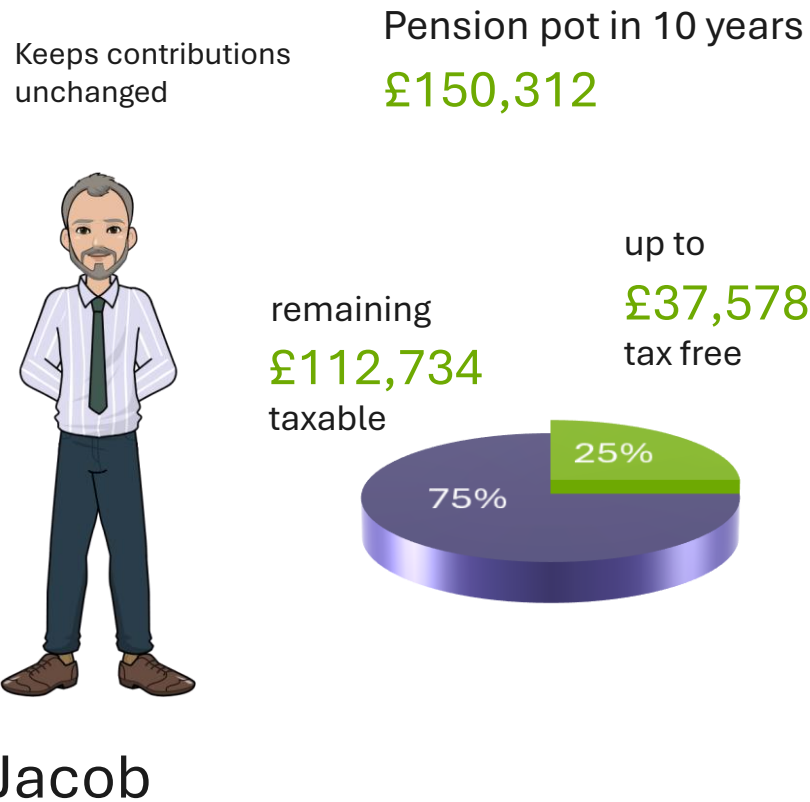 Keeps contributions
unchanged
Pension pot in 10 years
£150,312
up to
£37,578
tax free
remaining
£112,734
taxable
25%
75%
Jacob